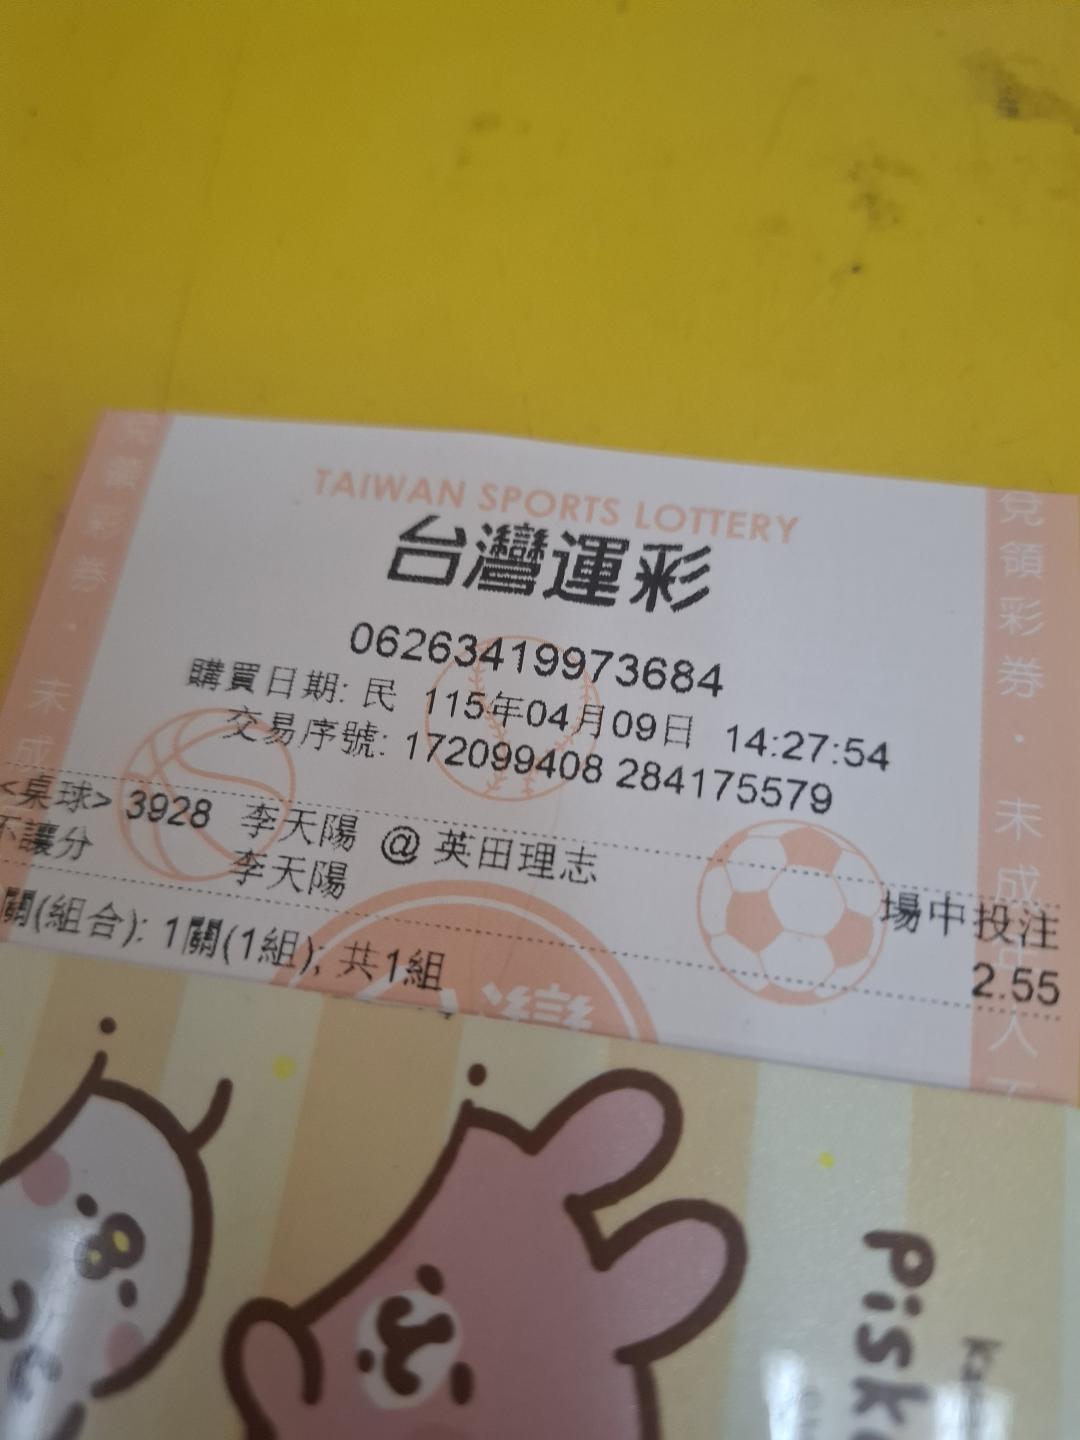 TAIWAN SPORTS LOTTERY
台灣運彩
06263419973684
購買日期: 民 115年04月09日 14:27:54
交易序號: 172099408 284175579
<桌球> 3928 李天陽 @ 英田理志 場中投注
不讓分 李天陽 2.55
關(組合): 1關(1組); 共1組
兌領彩券・未成
兌領彩券・未成年人不
Piske